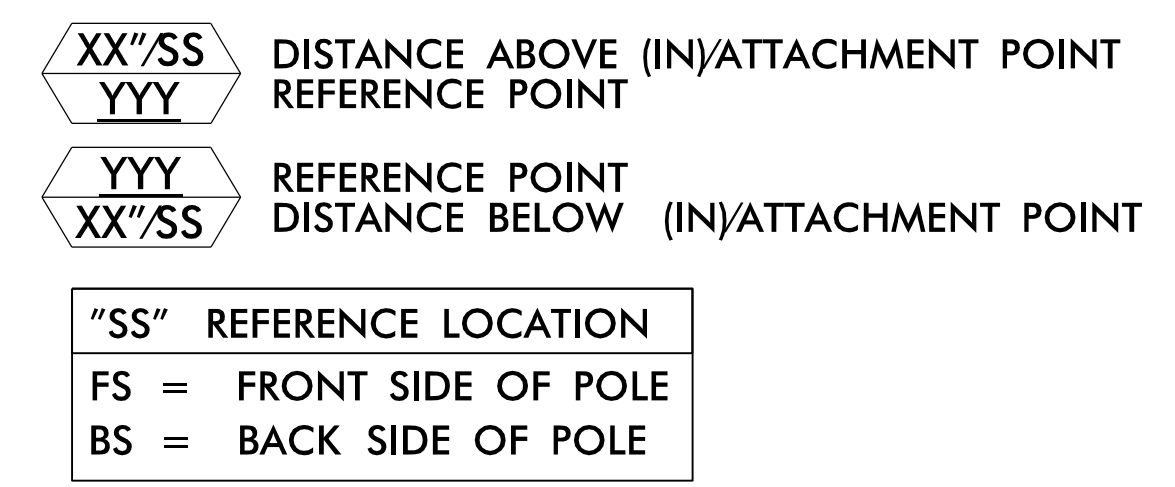 XX"/SS DISTANCE ABOVE (IN)/ATTACHMENT POINT
YYY REFERENCE POINT
YYY REFERENCE POINT
XX"/SS DISTANCE BELOW (IN)/ATTACHMENT POINT
"SS" REFERENCE LOCATION
FS = FRONT SIDE OF POLE
BS = BACK SIDE OF POLE